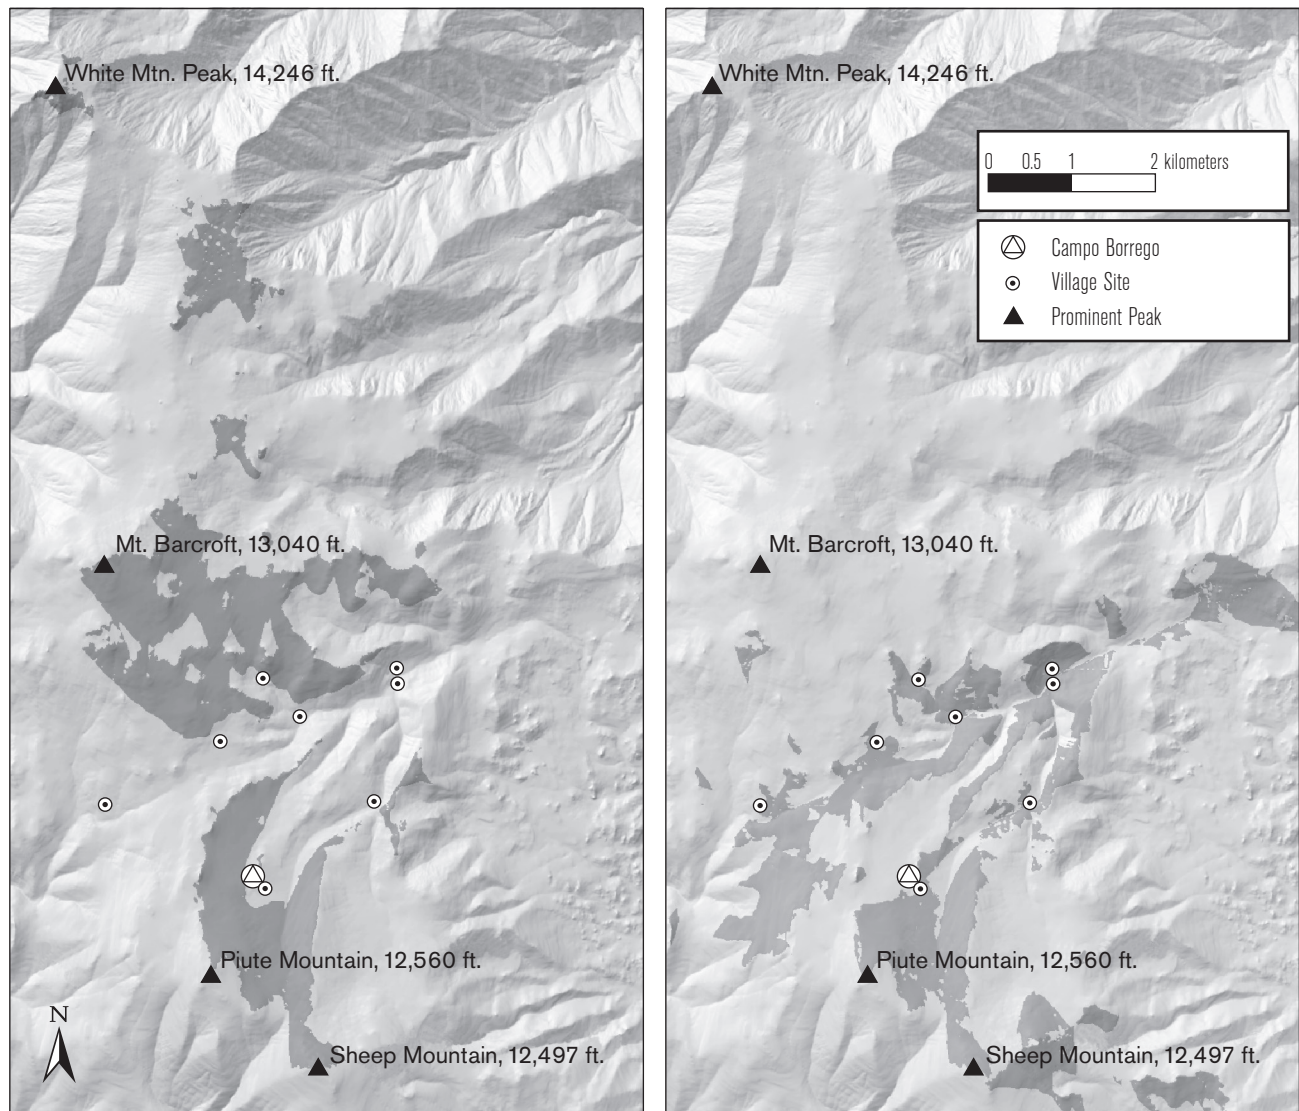 White Mtn. Peak, 14,246 ft.
Mt. Barcroft, 13,040 ft.
Piute Mountain, 12,560 ft.
Sheep Mountain, 12,497 ft.
N
White Mtn. Peak, 14,246 ft.
0 0.5 1 2 kilometers
Campo Borrego
Village Site
Prominent Peak
Mt. Barcroft, 13,040 ft.
Piute Mountain, 12,560 ft.
Sheep Mountain, 12,497 ft.